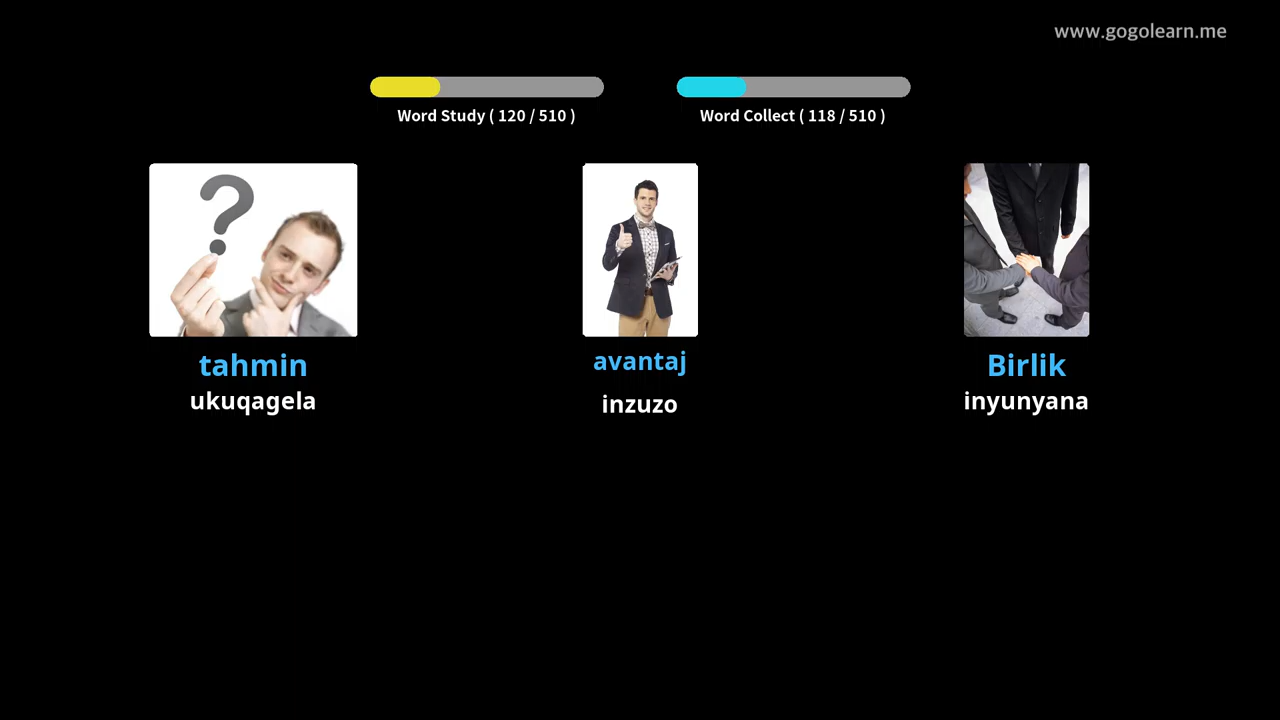 www.gogolearn.me
Word Study ( 120 / 510 )
Word Collect ( 118 / 510 )
tahmin
ukuqagela
avantaj
inzuzo
Birlik
inyunyana